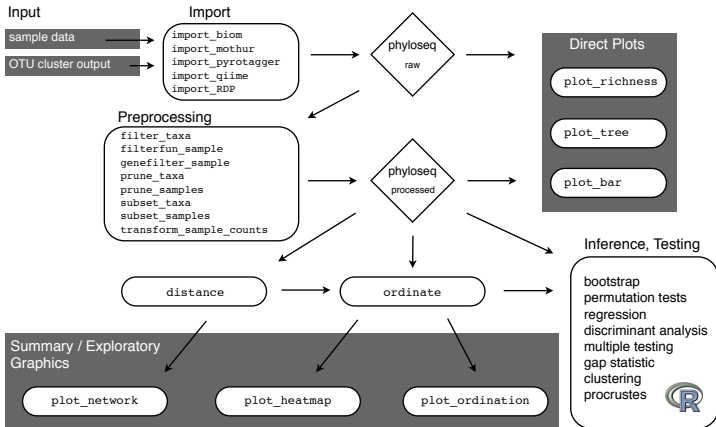 Input
Import
sample data
OTU cluster output
import_biom
import_mothur
import_pyrotagger
import_qiime
import_RDP
phyloseq
raw
Direct Plots
plot_richness
plot_tree
plot_bar
Preprocessing
filter_taxa
filterfun_sample
genefilter_sample
prune_taxa
prune_samples
subset_taxa
subset_samples
transform_sample_counts
phyloseq
processed
Inference, Testing
bootstrap
permutation tests
regression
discriminant analysis
multiple testing
gap statistic
clustering
procrustes
R
distance
ordinate
Summary / Exploratory
Graphics
plot_network
plot_heatmap
plot_ordination